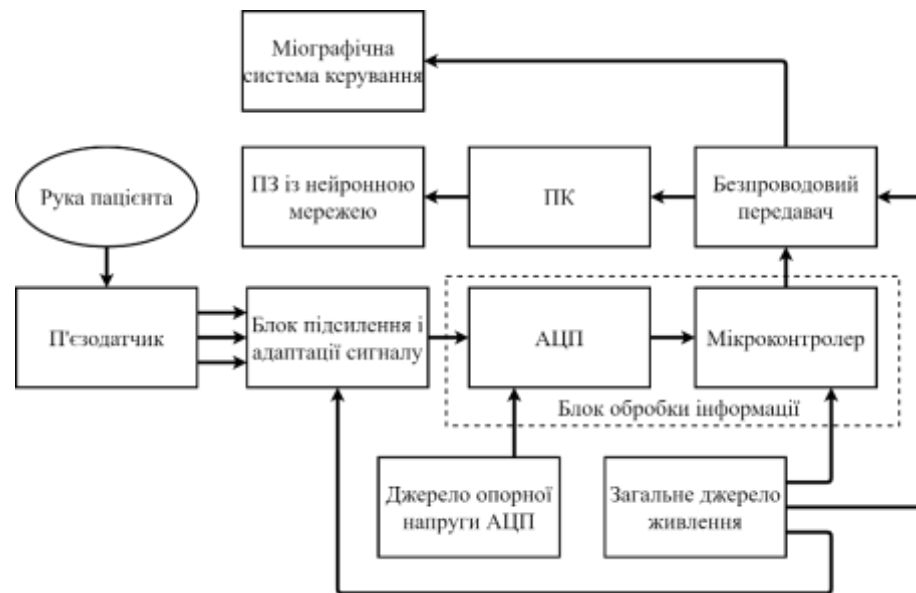 Міографічна
система керування
Рука пацієнта
ПЗ із нейронною
мережею
ПК
Безпроводовий
передавач
П'єзодатчик
Блок підсилення і
адаптації сигналу
АЦП
Мікроконтролер
Блок обробки інформації
Джерело опорної
напруги АЦП
Загальне джерело
живлення